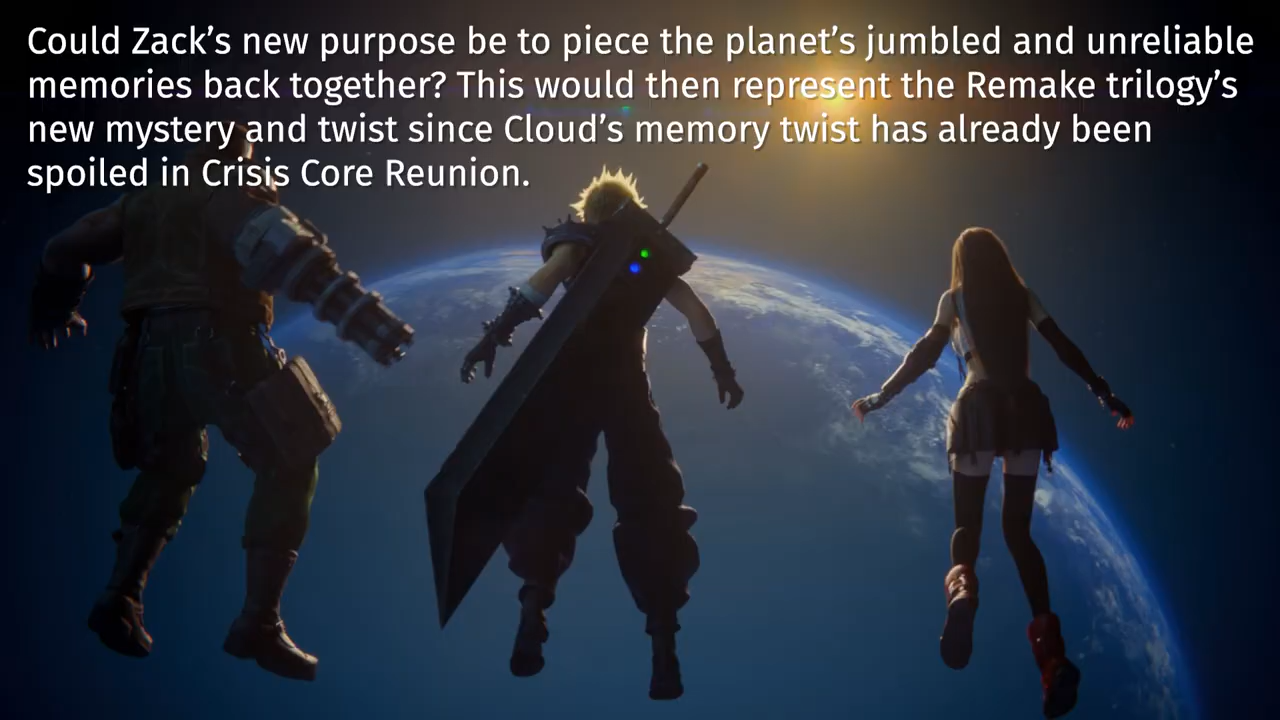 Could Zack’s new purpose be to piece the planet’s jumbled and unreliable
memories back together? This would then represent the Remake trilogy’s
new mystery and twist since Cloud’s memory twist has already been
spoiled in Crisis Core Reunion.